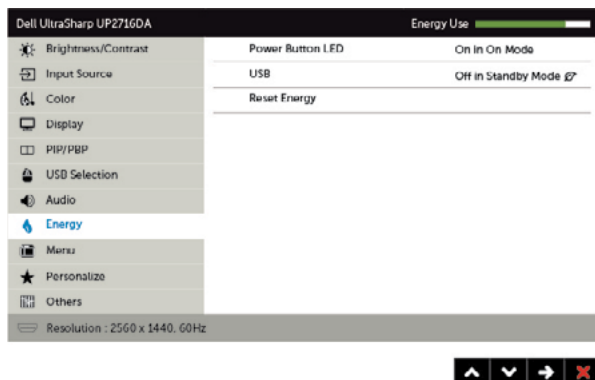 Dell UltraSharp UP2716DA Energy Use
Brightness/Contrast Power Button LED On in On Mode
Input Source USB Off in Standby Mode
Color Reset Energy
Display
PIP/PBP
USB Selection
Audio
Energy
Menu
Personalize
Others
Resolution : 2560 x 1440. 60Hz